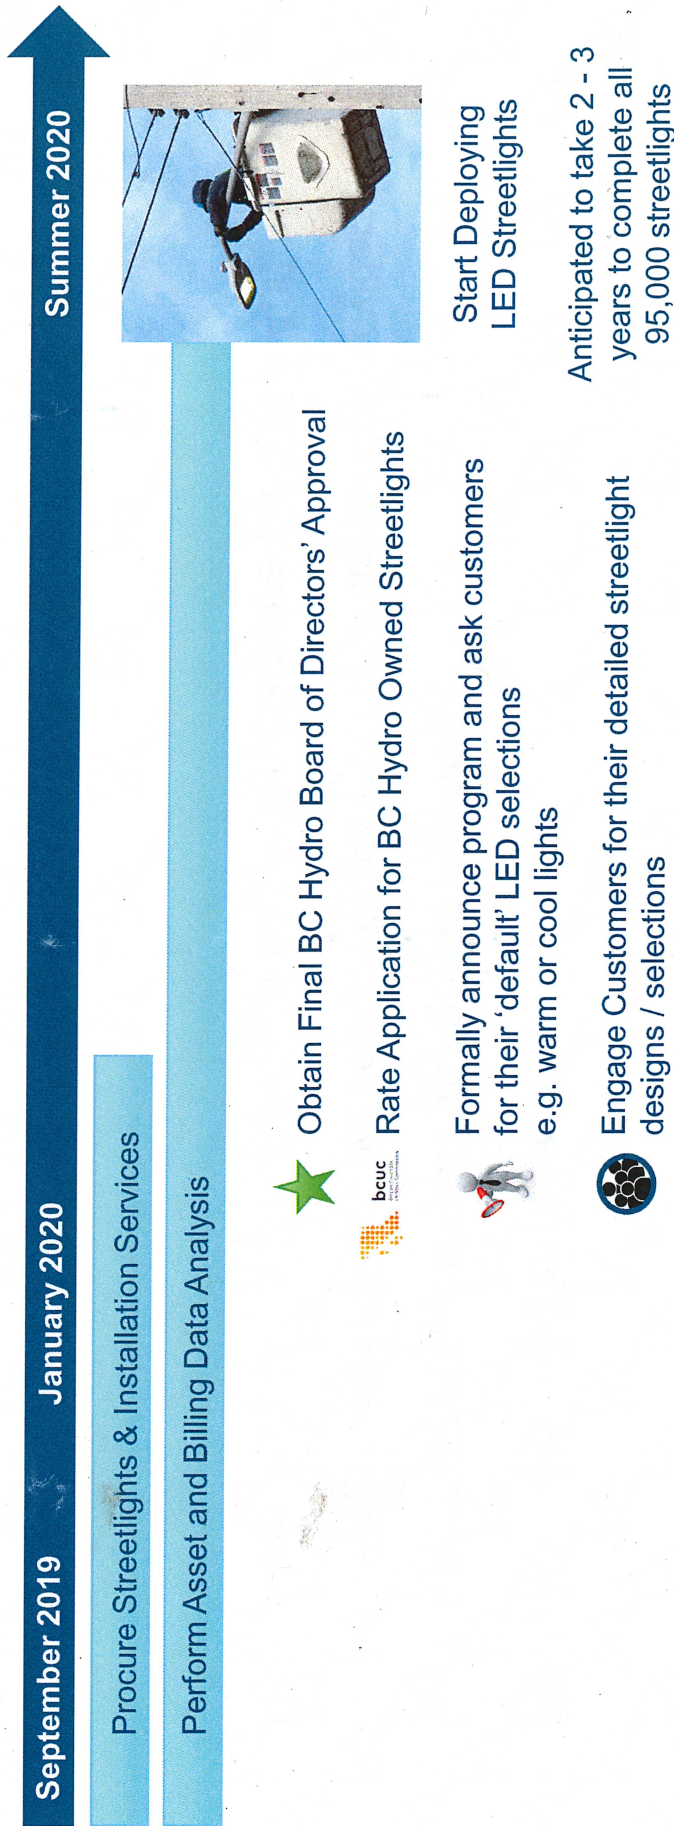 September 2019
January 2020
Summer 2020
Procure Streetlights & Installation Services
Perform Asset and Billing Data Analysis
Obtain Final BC Hydro Board of Directors' Approval
bcuc
Rate Application for BC Hydro Owned Streetlights
Formally announce program and ask customers
for their 'default' LED selections
e.g. warm or cool lights
Engage Customers for their detailed streetlight
designs / selections
Start Deploying
LED Streetlights
Anticipated to take 2 - 3
years to complete all
95,000 streetlights